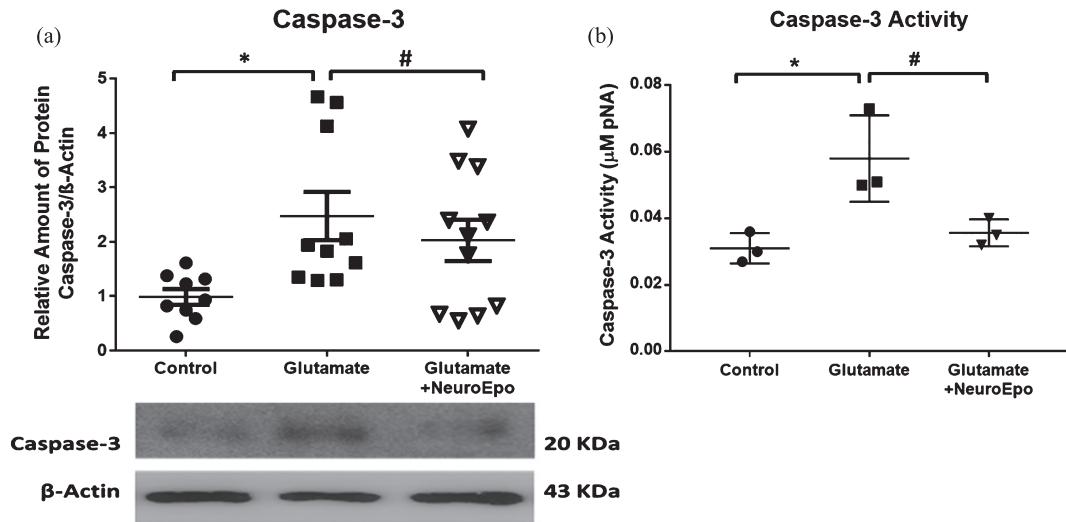 (a)
Caspase-3
*
#
Relative Amount of Protein
Caspase-3/ß-Actin
5
4
3
2
1
0
Control
Glutamate
Glutamate
+NeuroEpo
Caspase-3
20 KDa
β-Actin
43 KDa
(b)
Caspase-3 Activity
*
#
Caspase-3 Activity (μM pNA)
0.08
0.06
0.04
0.02
0.00
Control
Glutamate
Glutamate
+NeuroEpo